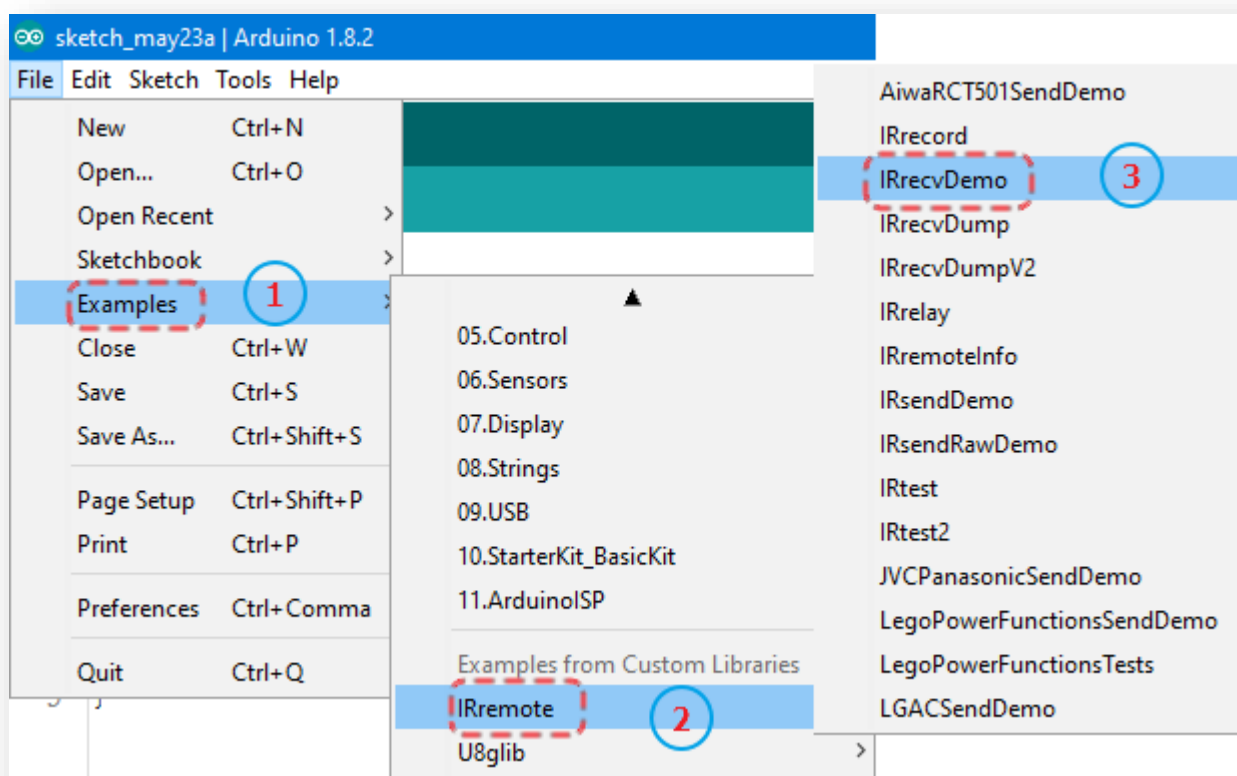 sketch_may23a | Arduino 1.8.2
File Edit Sketch Tools Help
New Ctrl+N
Open... Ctrl+O
Open Recent
Sketchbook
Examples
1
Close Ctrl+W
Save Ctrl+S
Save As... Ctrl+Shift+S
Page Setup Ctrl+Shift+P
Print Ctrl+P
Preferences Ctrl+Comma
Quit Ctrl+Q
05.Control
06.Sensors
07.Display
08.Strings
09.USB
10.StarterKit_BasicKit
11.ArduinoISP
Examples from Custom Libraries
IRremote
2
U8glib
AiwaRCT501SendDemo
IRrecord
IRrecvDemo
3
IRrecvDump
IRrecvDumpV2
IRrelay
IRremoteInfo
IRsendDemo
IRsendRawDemo
IRtest
IRtest2
JVCPanasonicSendDemo
LegoPowerFunctionsSendDemo
LegoPowerFunctionsTests
LGACSendDemo